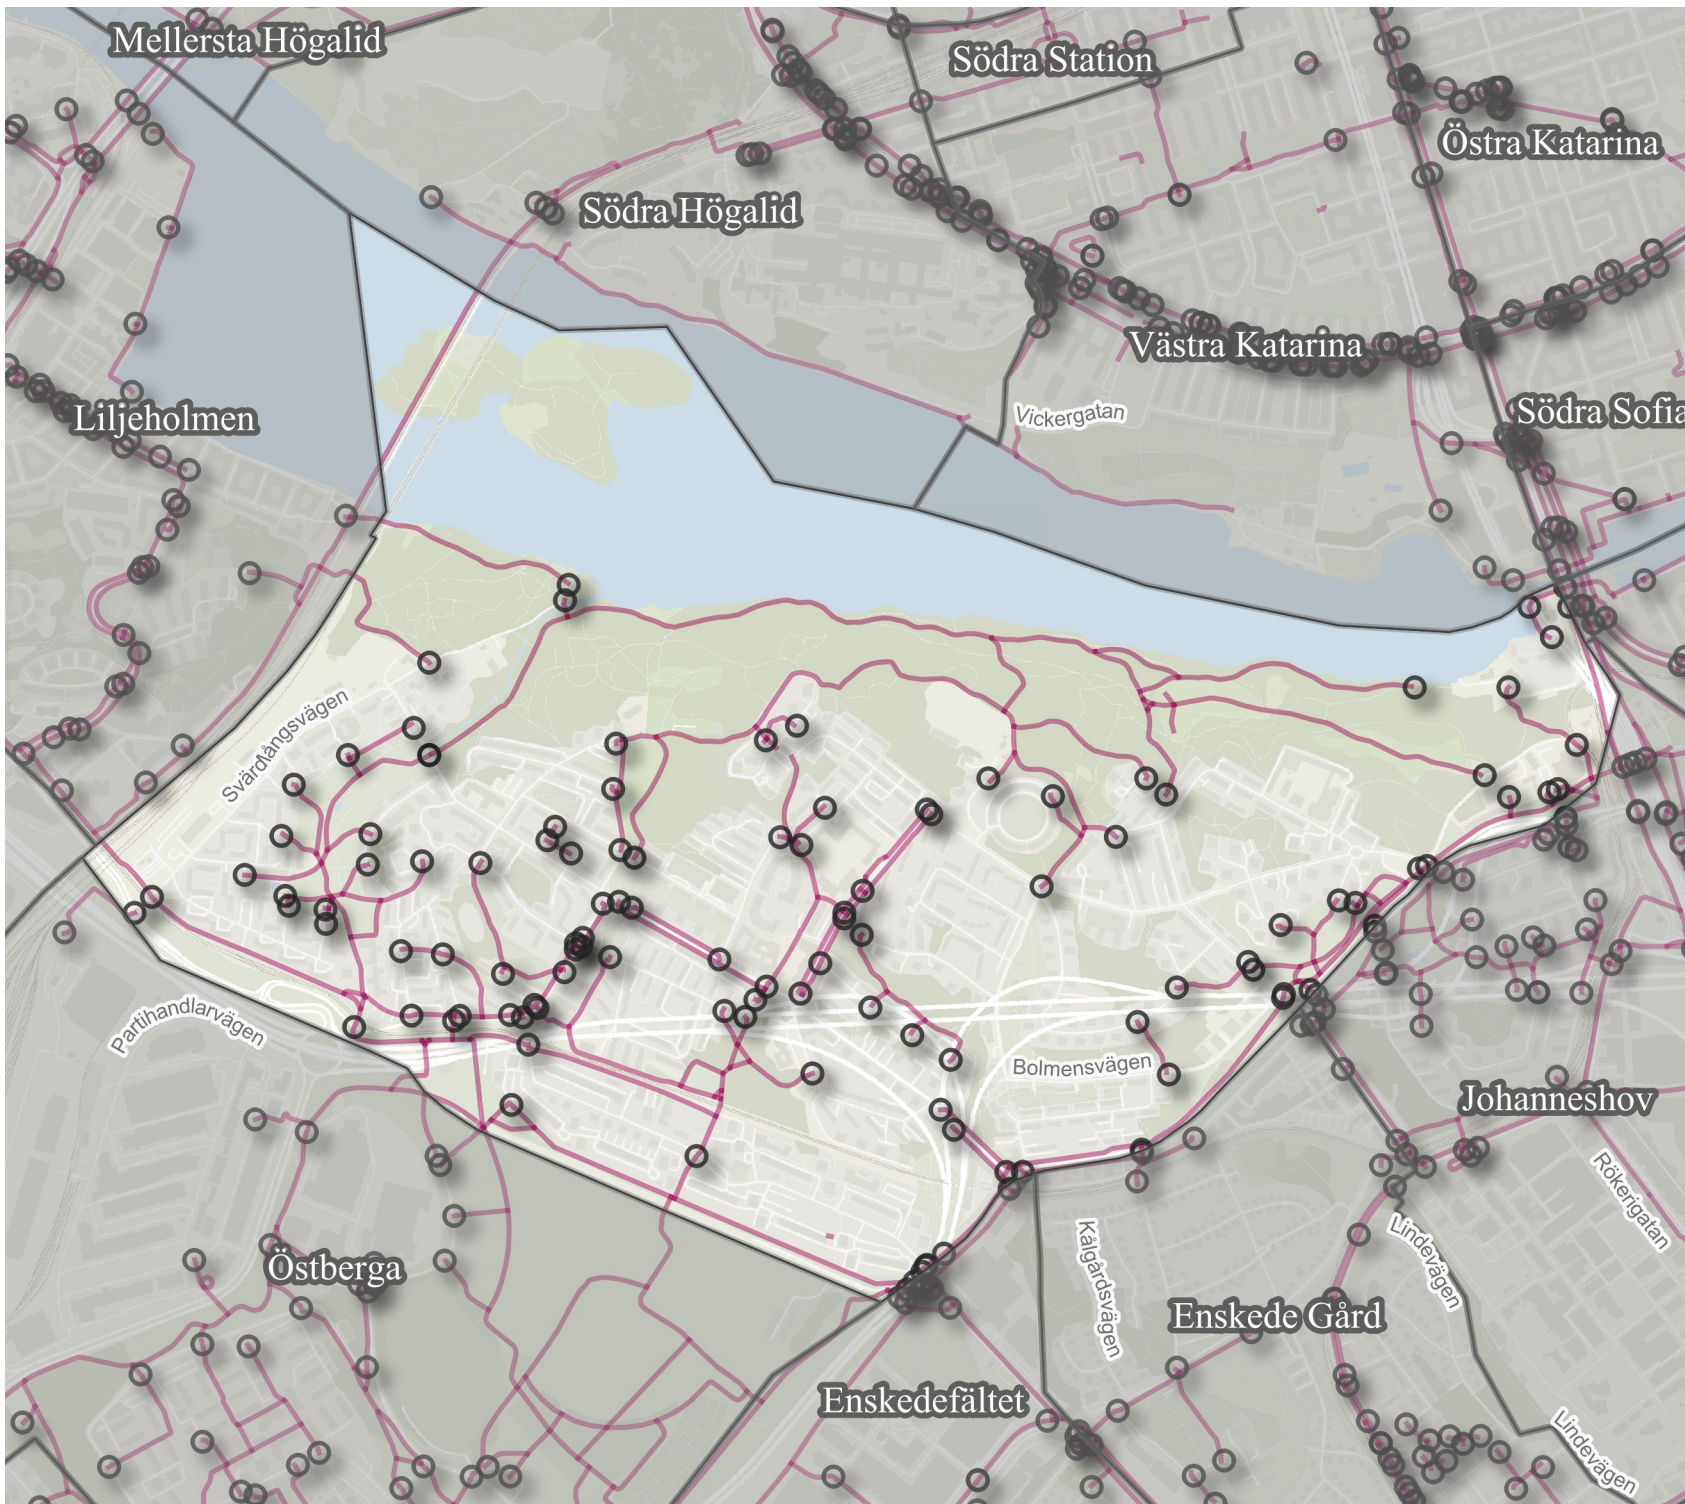 Mellersta Högalid
Södra Station
Östra Katarina
Södra Högalid
Västra Katarina
Liljeholmen
Vickergatan
Södra Sofia
Svärdlångsvägen
Partihandlarvägen
Bolmensvägen
Johanneshov
Rökerigatan
Östberga
Kålgårdsvägen
Lindevägen
Enskede Gård
Enskedefältet
Lindevägen